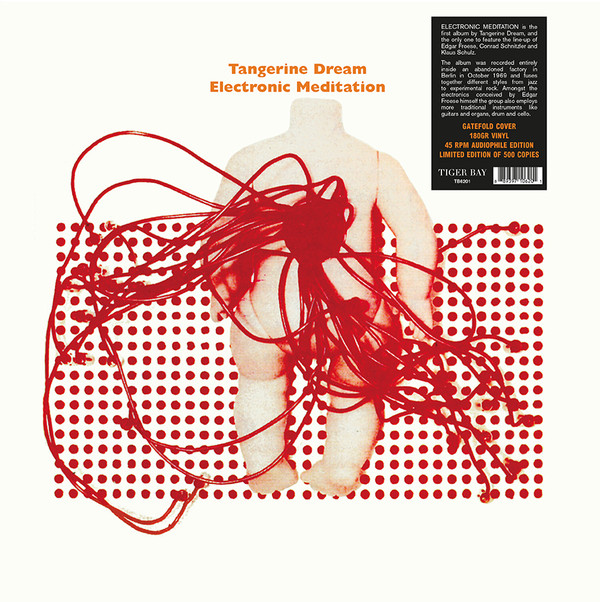 Tangerine Dream
Electronic Meditation
ELECTRONIC MEDITATION is the
first album by Tangerine Dream, and
the only one to feature the line-up of
Edgar Froese, Conrad Schnitzler and
Klaus Schulz.
The album was recorded entirely
inside an abandoned factory in
Berlin in October 1969 and fuses
together different styles from jazz
to experimental rock. Amongst the
electronics conceived by Edgar
Froese himself the group also employs
more traditional instruments like
guitars and organs, drum and cello.
GATEFOLD COVER
180GR VINYL
45 RPM AUDIOPHILE EDITION
LIMITED EDITION OF 500 COPIES
TIGER BAY